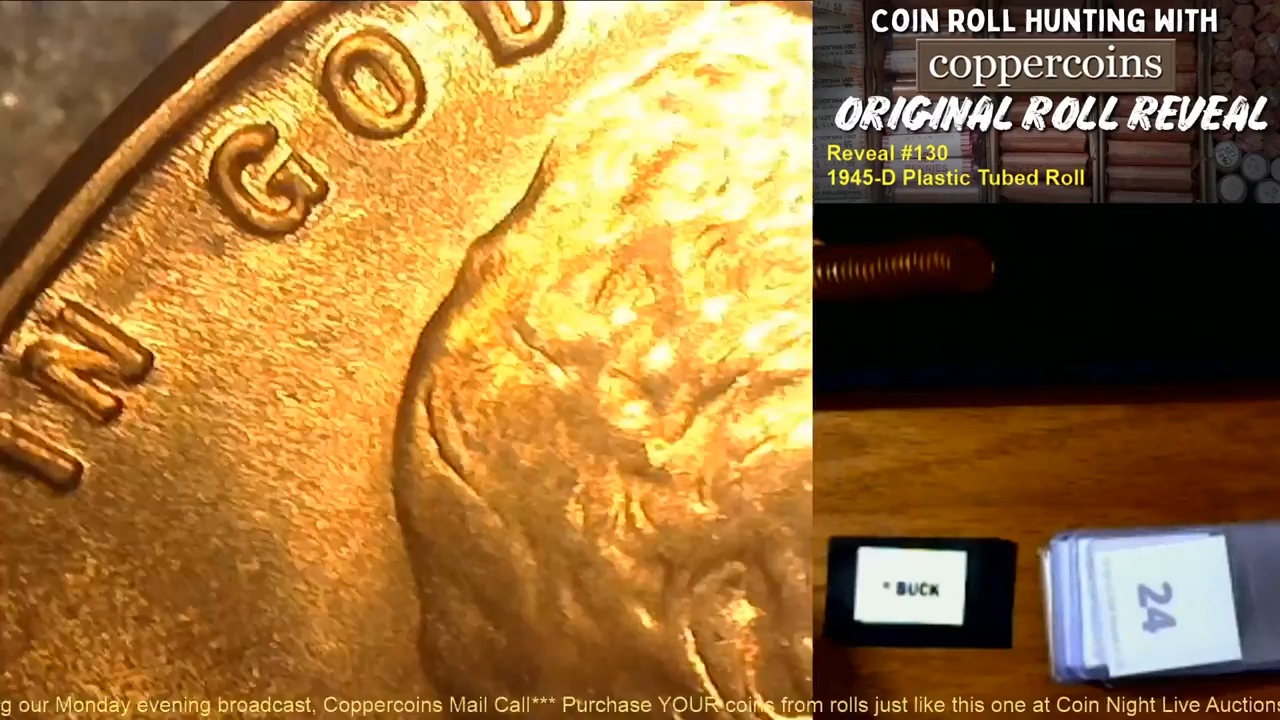 IN GOD
COIN ROLL HUNTING WITH
coppercoins
ORIGINAL ROLL REVEAL
Reveal #130
1945-D Plastic Tubed Roll
* BUCK
24
g our Monday evening broadcast, Coppercoins Mail Call*** Purchase YOUR coins from rolls just like this one at Coin Night Live Auctions